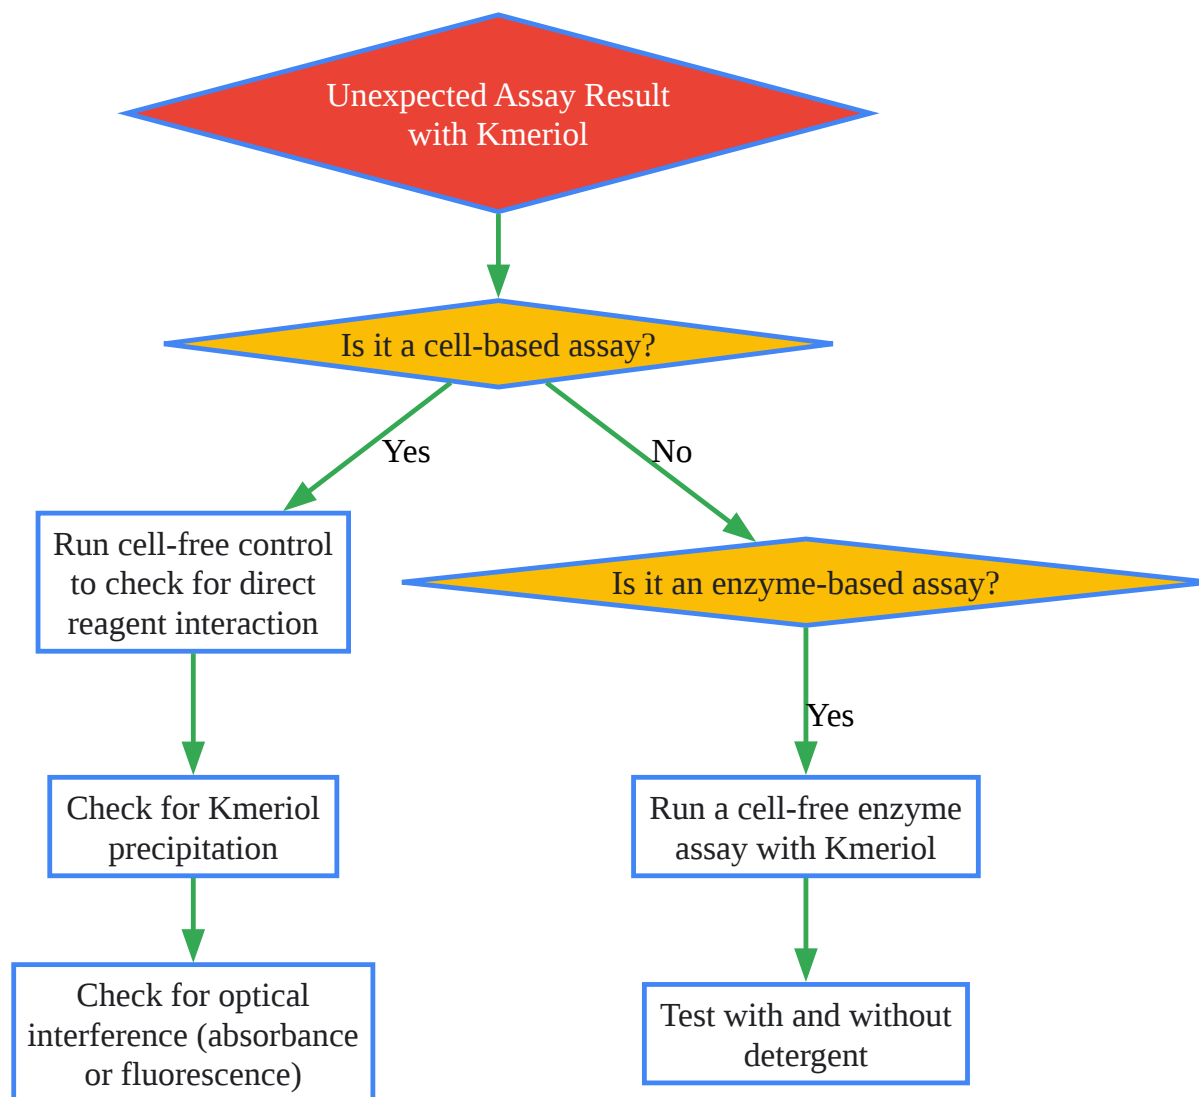 Unexpected Assay Result
with Kmeriol
Is it a cell-based assay?
Yes
No
Run cell-free control
to check for direct
reagent interaction
Is it an enzyme-based assay?
Yes
Check for Kmeriol
precipitation
Run a cell-free enzyme
assay with Kmeriol
Check for optical
interference (absorbance
or fluorescence)
Test with and without
detergent